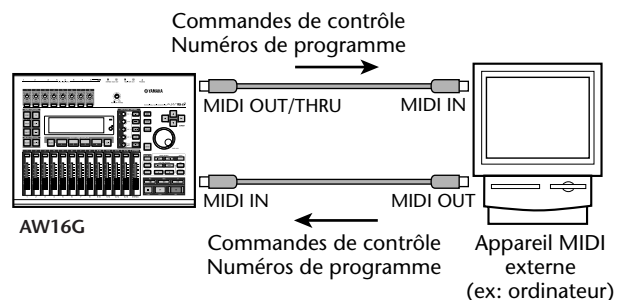 Commandes de contrôle
Numéros de programme
YAMAHA
MIDI OUT/THRU
MIDI IN
MIDI IN
MIDI OUT
AW16G
Commandes de contrôle
Numéros de programme
Appareil MIDI
externe
(ex: ordinateur)